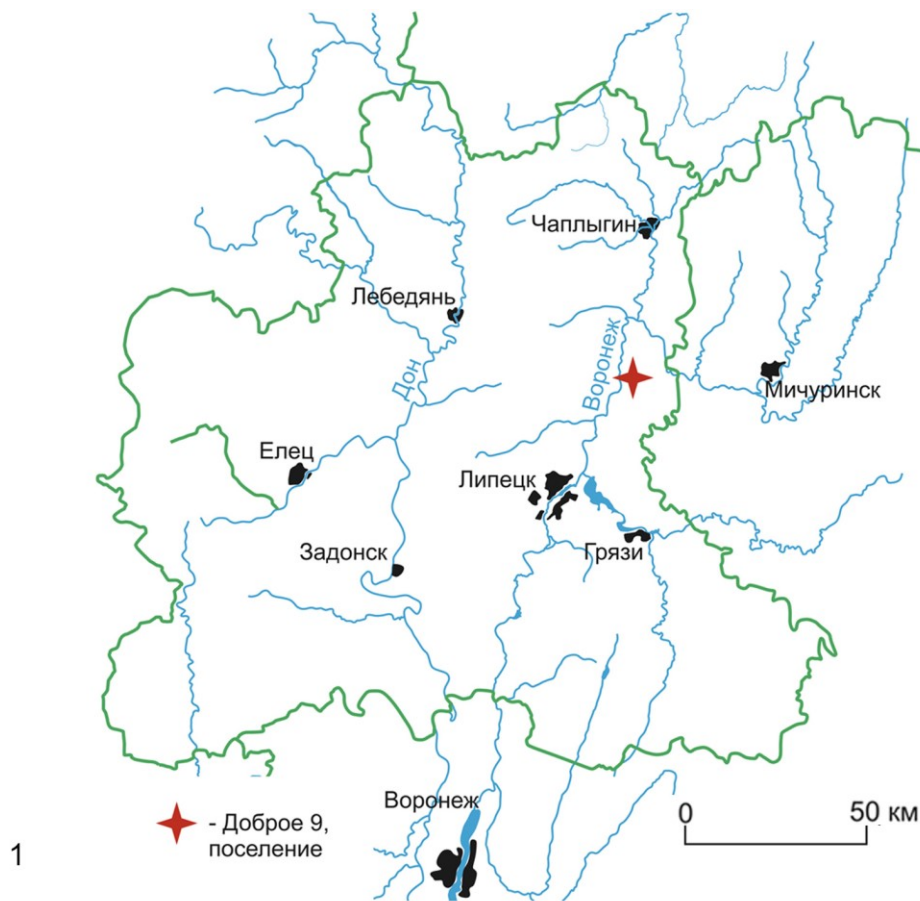 Чаплыгин
Лебедянь
Дон
Воронеж
Мичуринск
Елец
Липецк
Задонск
Грязи
Воронеж
- Доброе 9,
поселение
0 50 км
1